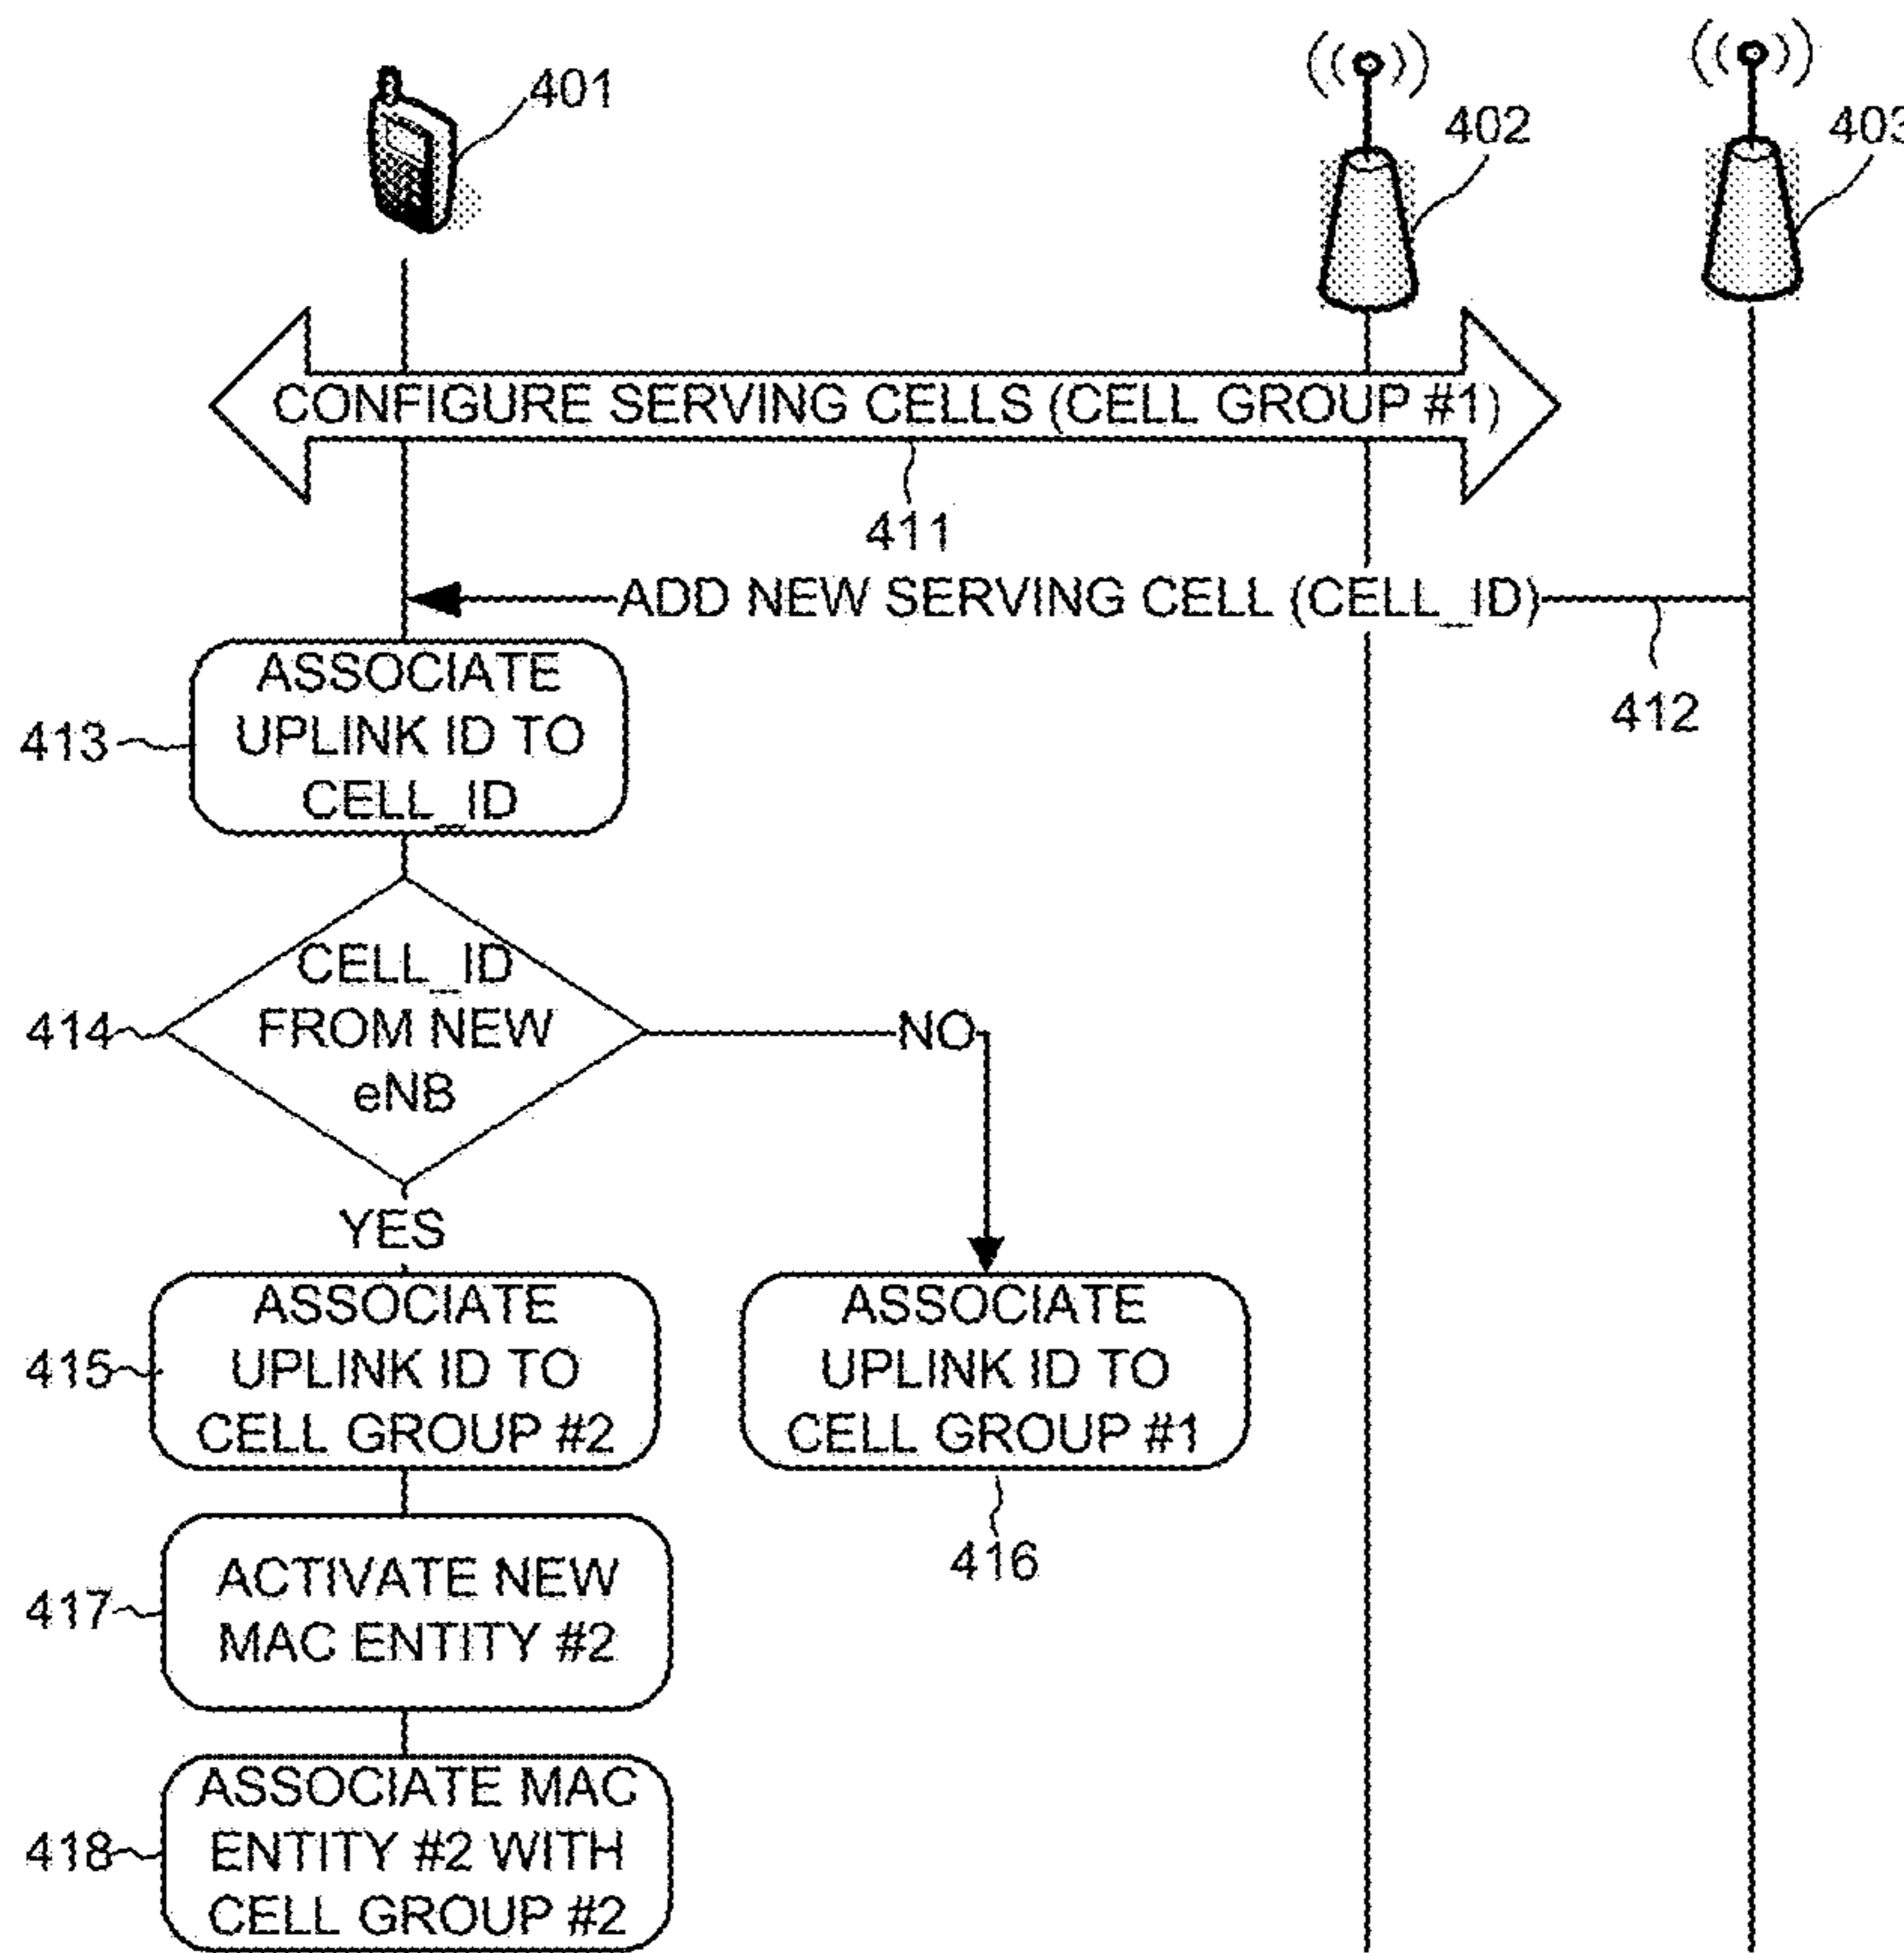 401
402
403
CONFIGURE SERVING CELLS (CELL GROUP #1)
411
ADD NEW SERVING CELL (CELL_ID)
412
413
ASSOCIATE
UPLINK ID TO
CELL_ID
414
CELL_ID
FROM NEW
eNB
NO
YES
415
ASSOCIATE
UPLINK ID TO
CELL GROUP #2
ASSOCIATE
UPLINK ID TO
CELL GROUP #1
416
417
ACTIVATE NEW
MAC ENTITY #2
418
ASSOCIATE MAC
ENTITY #2 WITH
CELL GROUP #2